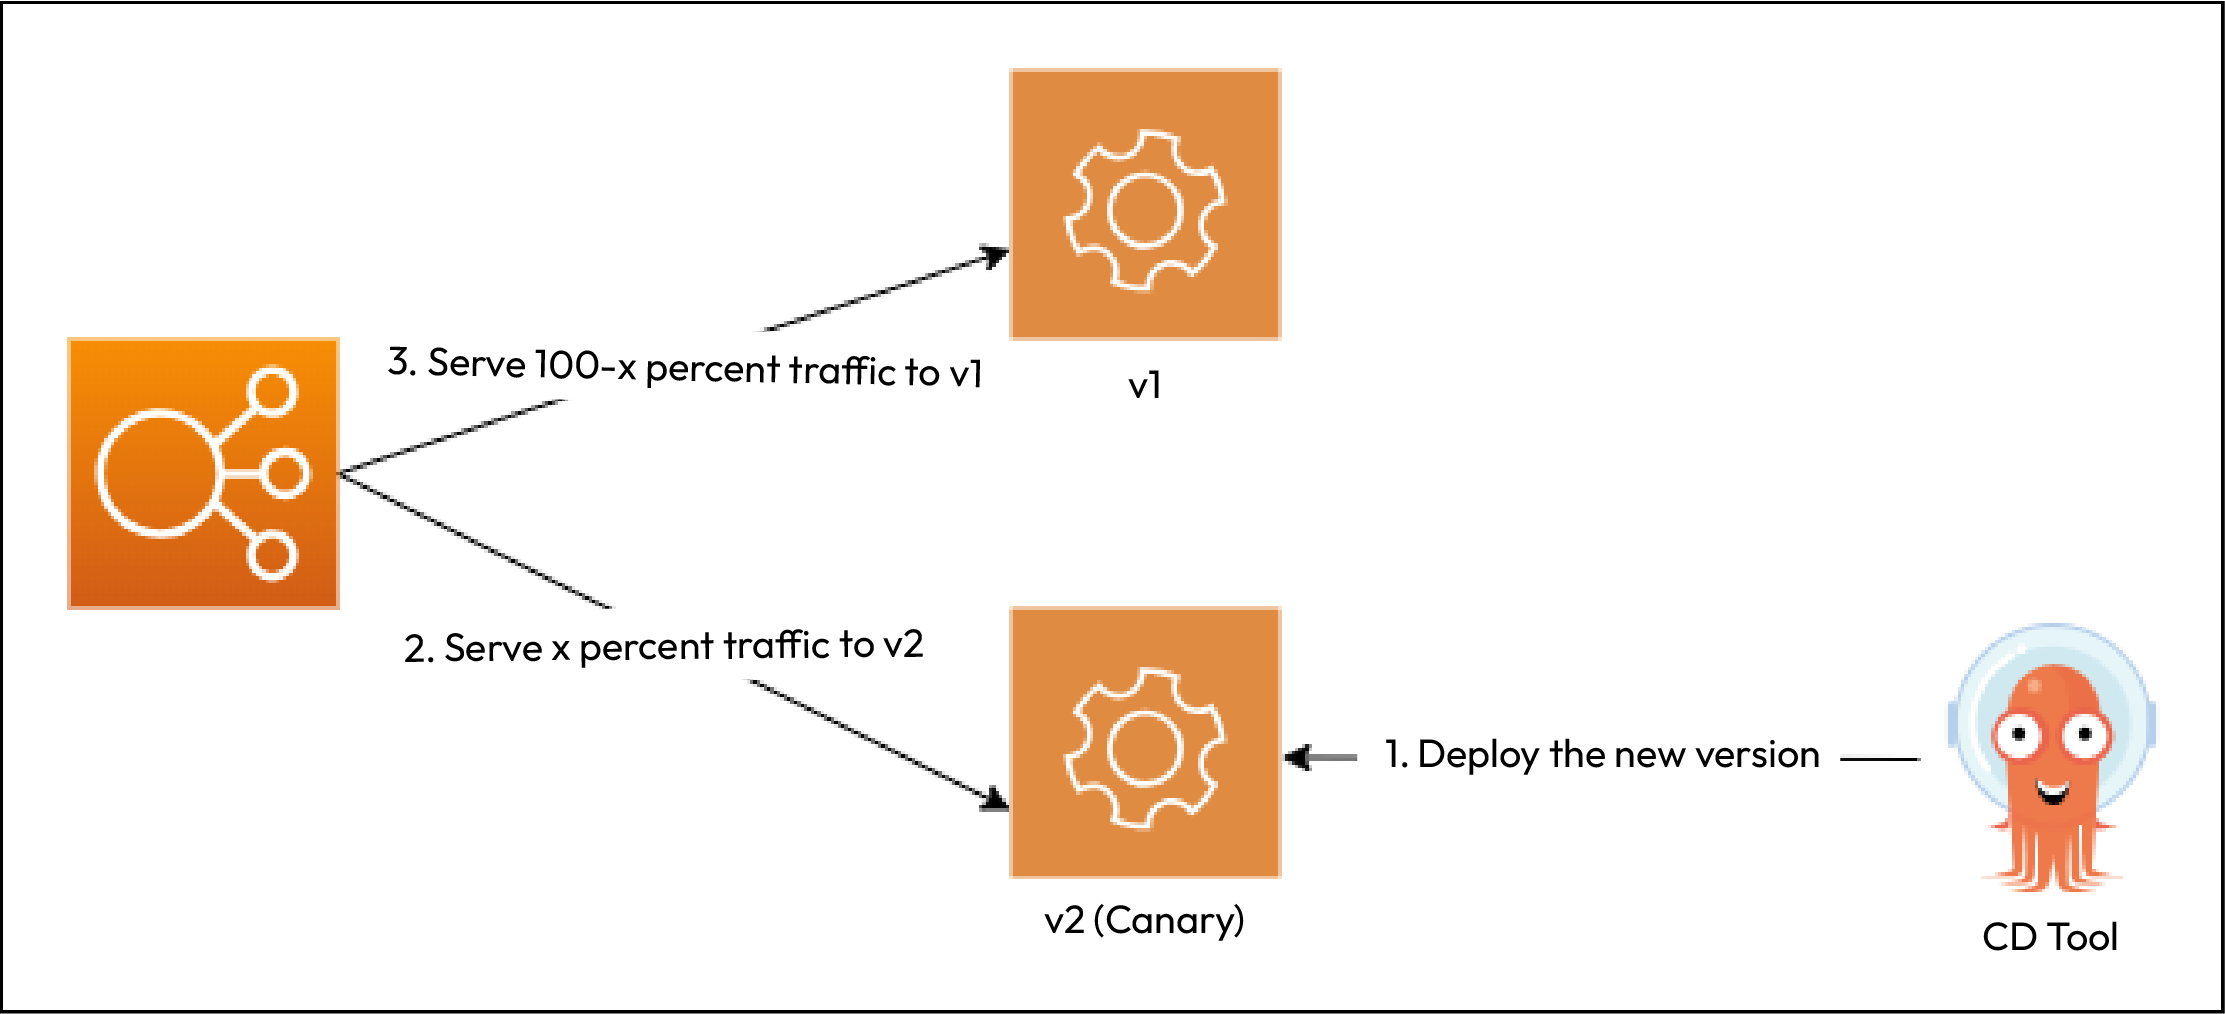 3. Serve 100-x percent traffic to v1
v1
2. Serve x percent traffic to v2
1. Deploy the new version
v2 (Canary)
CD Tool